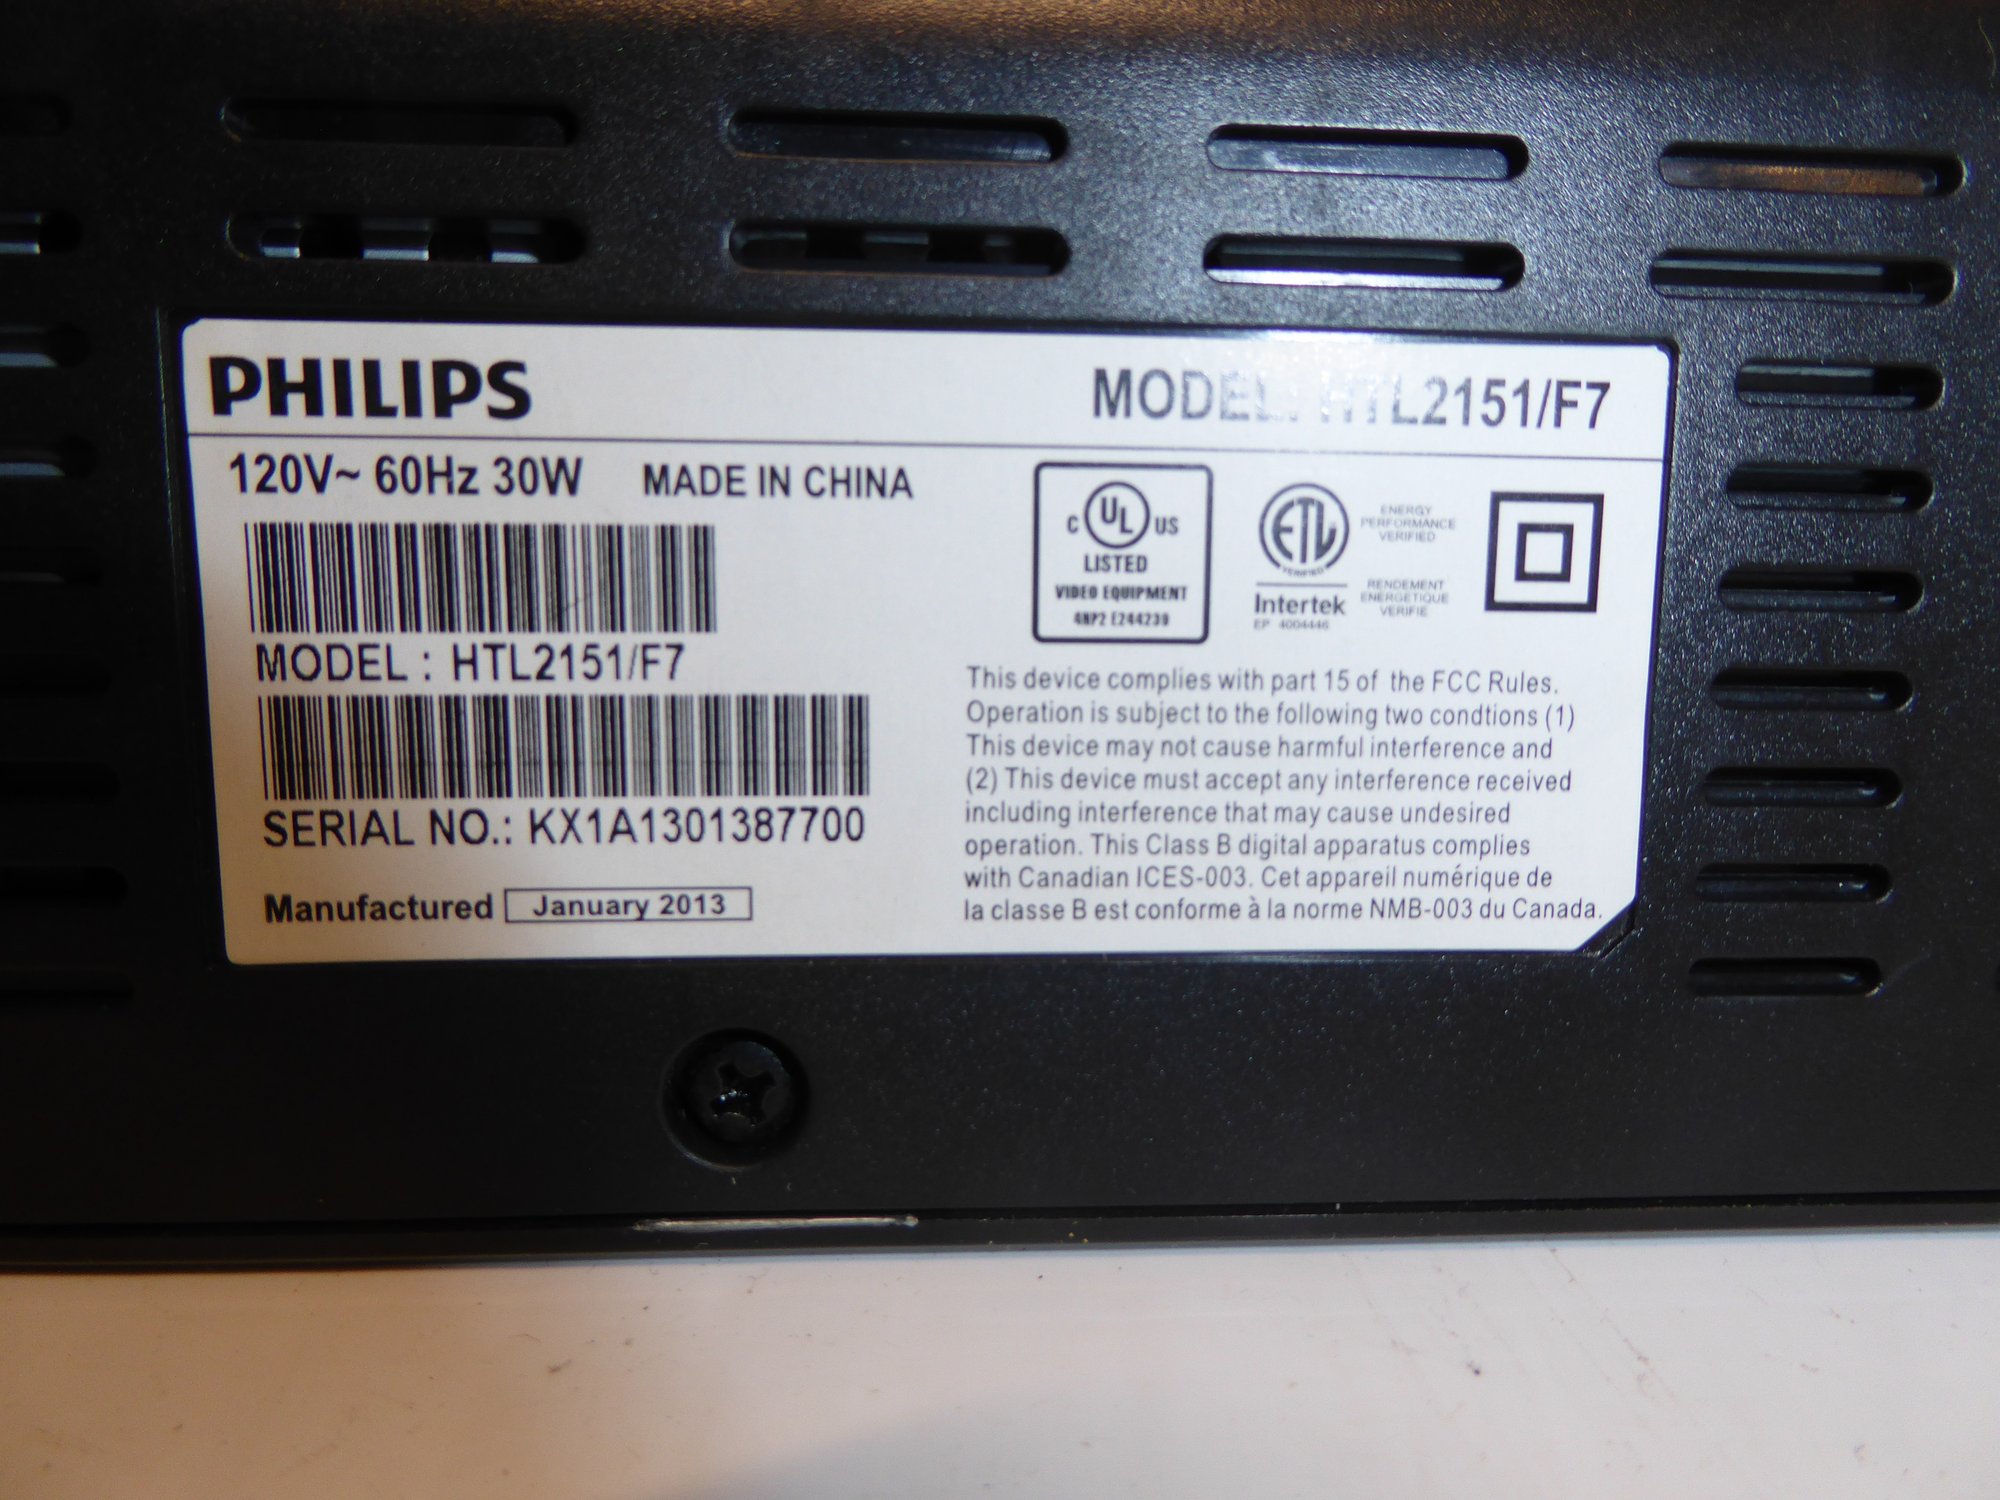 PHILIPS
MODEL: HTL2151/F7
120V~ 60Hz 30W MADE IN CHINA
MODEL : HTL2151/F7
SERIAL NO.: KX1A1301387700
Manufactured January 2013
C UL US
LISTED
VIDEO EQUIPMENT
4NP2 E244239
ETL
VERIFIED
Intertek
EP 4004446
ENERGY
PERFORMANCE
VERIFIED
RENDEMENT
ENERGETIQUE
VERIFIE
This device complies with part 15 of the FCC Rules.
Operation is subject to the following two condtions (1)
This device may not cause harmful interference and
(2) This device must accept any interference received
including interference that may cause undesired
operation. This Class B digital apparatus complies
with Canadian ICES-003. Cet appareil numérique de
la classe B est conforme à la norme NMB-003 du Canada.